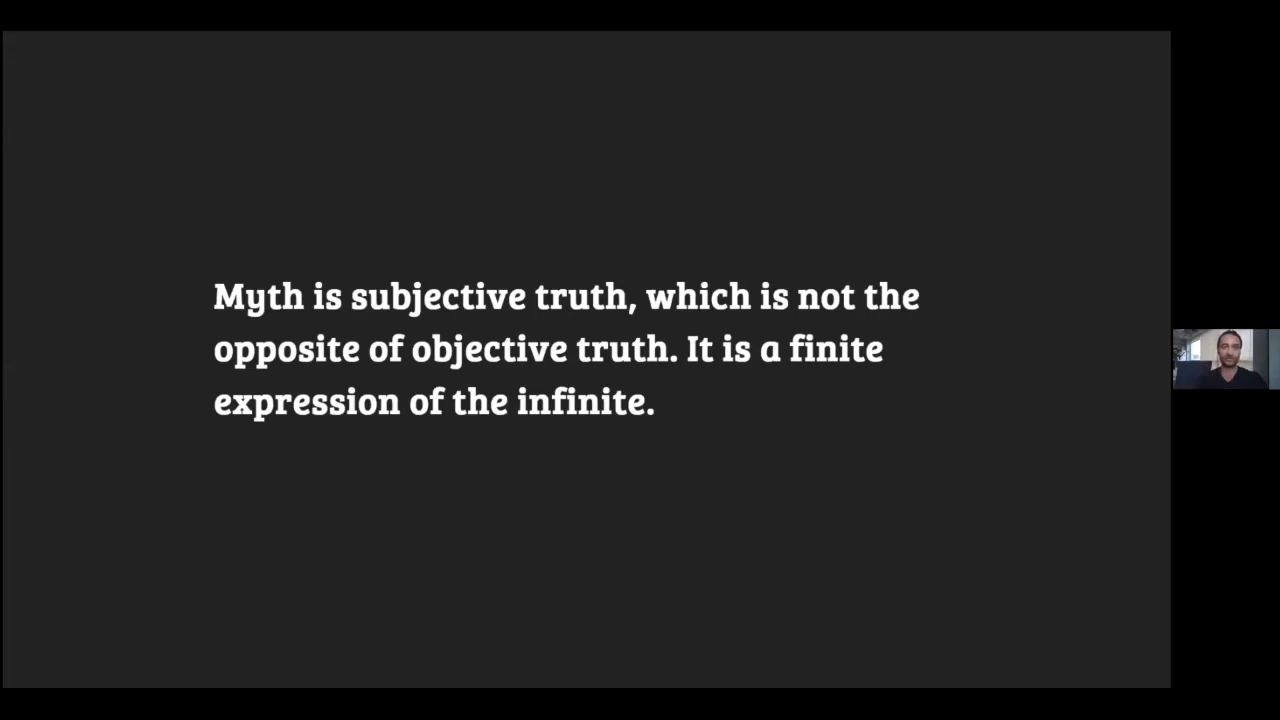 Myth is subjective truth, which is not the
opposite of objective truth. It is a finite
expression of the infinite.